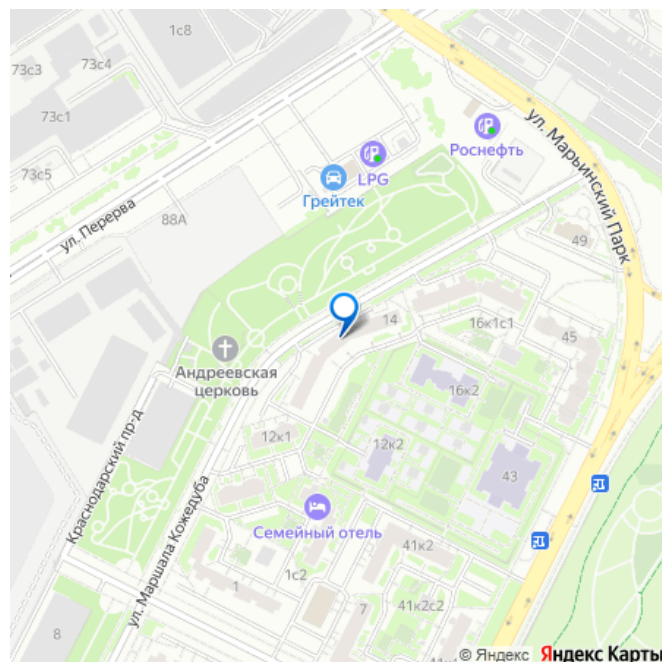 1с8
73с3
73с4
73с1
73с5
ул. Марьинский Парк
Роснефть
LPG
Грейтек
ул. Перерва
88А
49
14
16к1с1
45
Андреевская
церковь
16к2
Краснодарский пр-д
12к1
12к2
43
ул. Маршала Кожедуба
Семейный отель
41к2
1с2
1
7
41к2с2
8
© Яндекс Яндекс Карты